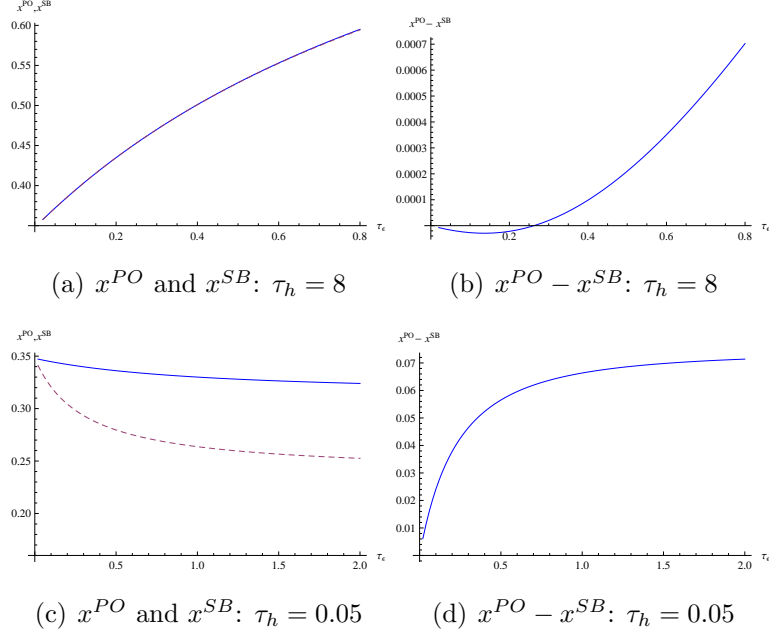 x^PO, x^SB
0.60
0.50
0.40
0.2 0.4 0.6 0.8 τ_ϵ
(a) x^PO and x^SB: τ_h = 8
x^PO − x^SB
0.0007
0.0006
0.0005
0.0004
0.0003
0.0002
0.0001
0.2 0.4 0.6 0.8 τ_ϵ
(b) x^PO − x^SB: τ_h = 8
x^PO, x^SB
0.35
0.30
0.25
0.20
0.5 1.0 1.5 2.0 τ_ϵ
(c) x^PO and x^SB: τ_h = 0.05
x^PO − x^SB
0.07
0.06
0.05
0.04
0.03
0.02
0.01
0.5 1.0 1.5 2.0 τ_ϵ
(d) x^PO − x^SB: τ_h = 0.05